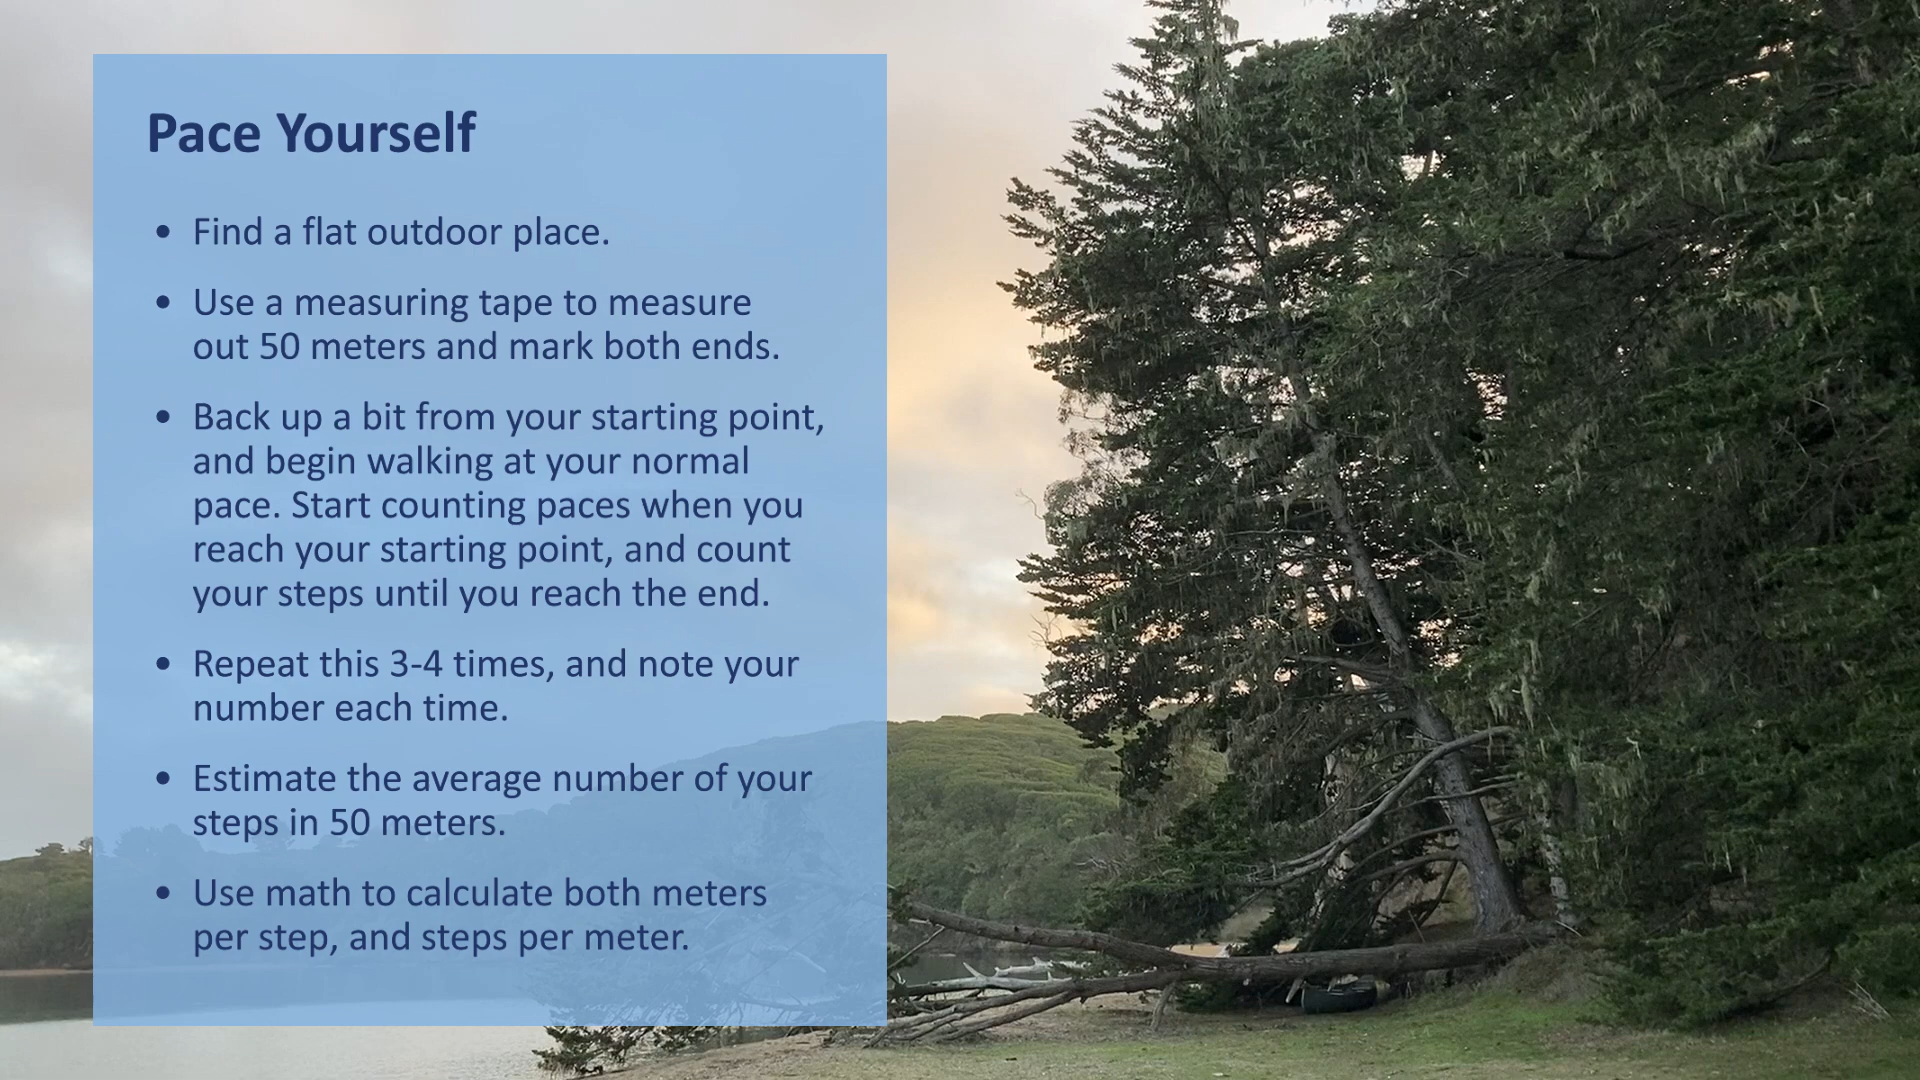 Pace Yourself
• Find a flat outdoor place.
• Use a measuring tape to measure
out 50 meters and mark both ends.
• Back up a bit from your starting point,
and begin walking at your normal
pace. Start counting paces when you
reach your starting point, and count
your steps until you reach the end.
• Repeat this 3-4 times, and note your
number each time.
• Estimate the average number of your
steps in 50 meters.
• Use math to calculate both meters
per step, and steps per meter.